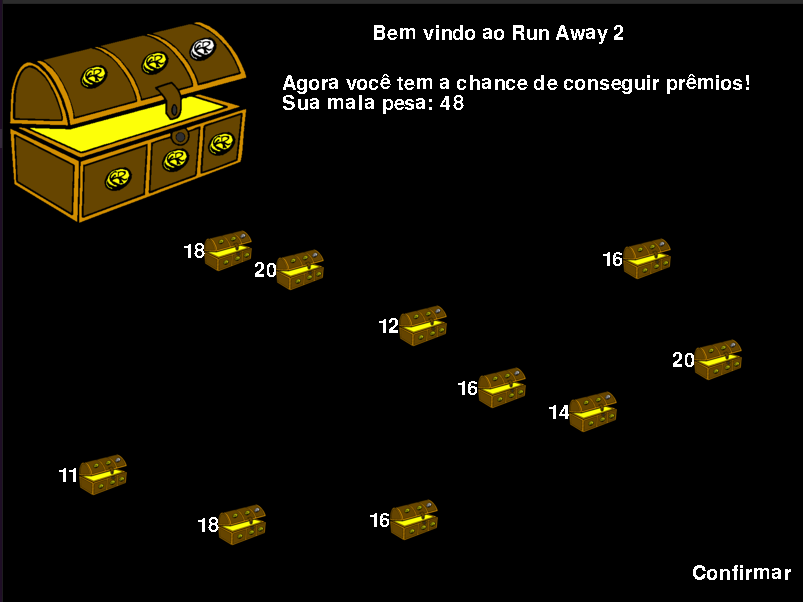 Bem vindo ao Run Away 2
Agora você tem a chance de conseguir prêmios!
Sua mala pesa: 48
18
20
16
12
20
16
14
11
18
16
Confirmar